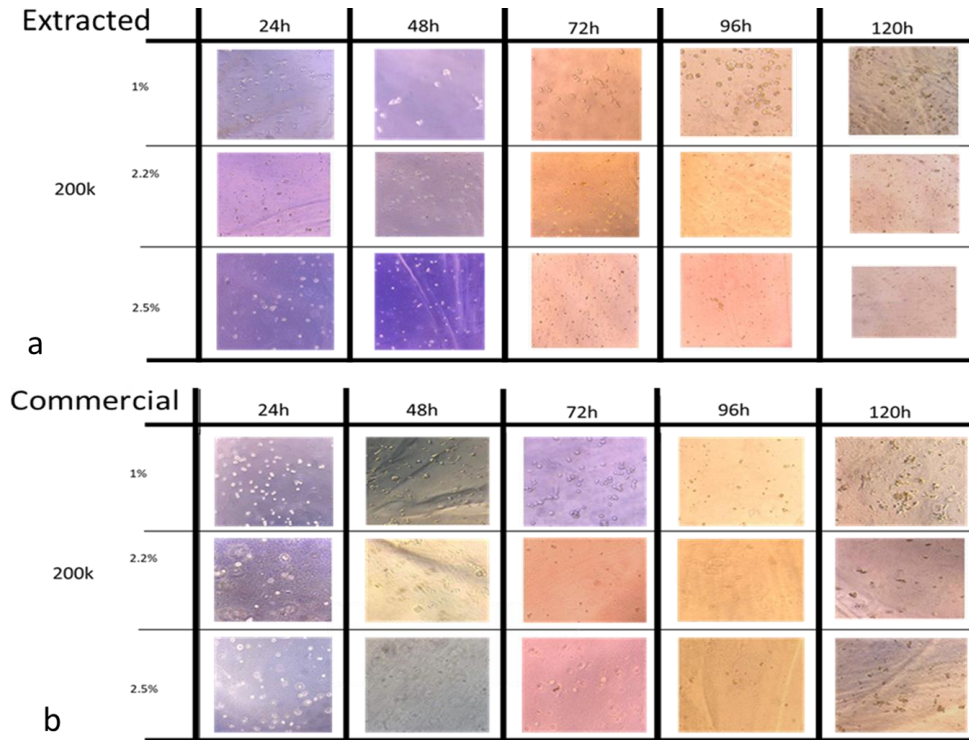 Extracted
24h 48h 72h 96h 120h
1%
2.2%
200k
2.5%
a
Commercial
24h 48h 72h 96h 120h
1%
2.2%
200k
2.5%
b